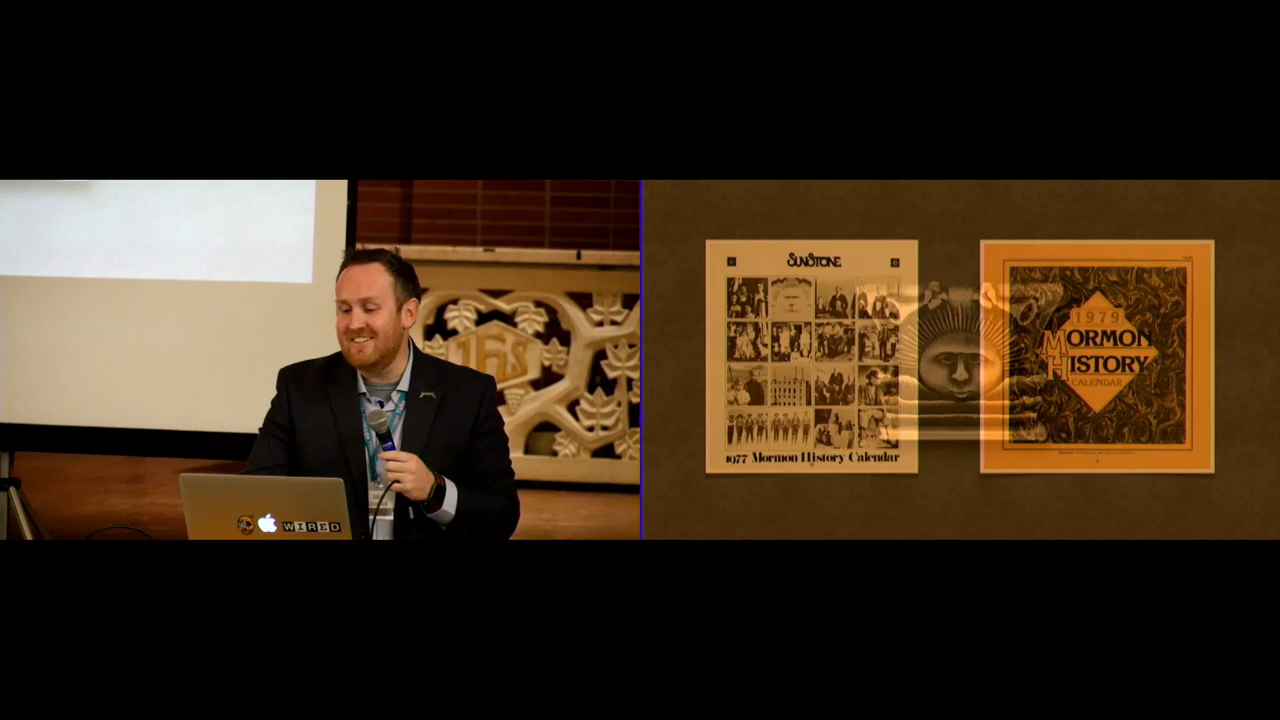 IHS
WIRED
SUNSTONE
1977 Mormon History Calendar
1979
MORMON
HISTORY
CALENDAR